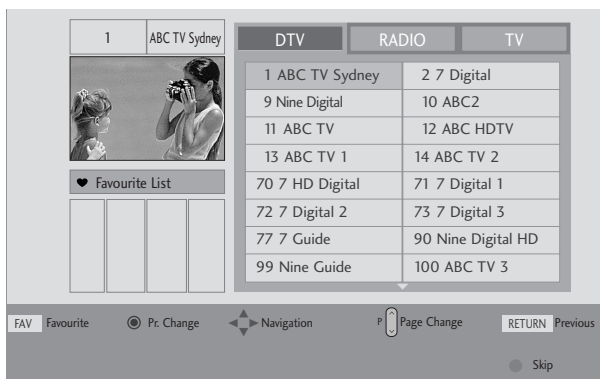 1 ABC TV Sydney
DTV RADIO TV
1 ABC TV Sydney 2 7 Digital
9 Nine Digital 10 ABC2
11 ABC TV 12 ABC HDTV
13 ABC TV 1 14 ABC TV 2
♥ Favourite List
70 7 HD Digital 71 7 Digital 1
72 7 Digital 2 73 7 Digital 3
77 7 Guide 90 Nine Digital HD
99 Nine Guide 100 ABC TV 3
FAV Favourite Pr. Change Navigation P Page Change RETURN Previous
Skip